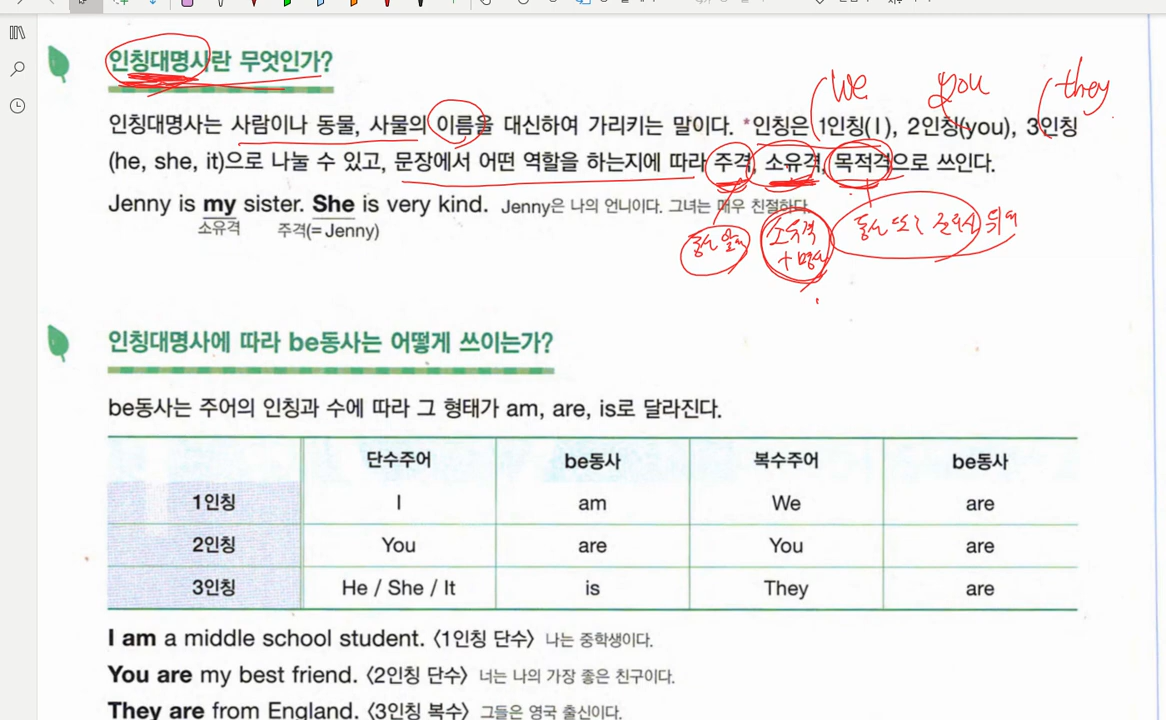 인칭대명사란 무엇인가?
we you they
인칭대명사는 사람이나 동물, 사물의 이름을 대신하여 가리키는 말이다. *인칭은 1인칭(I), 2인칭(you), 3인칭
(he, she, it)으로 나눌 수 있고, 문장에서 어떤 역할을 하는지에 따라 주격, 소유격, 목적격으로 쓰인다.
Jenny is my sister. She is very kind. Jenny은 나의 언니이다. 그녀는 매우 친절하다.
소유격 주격(= Jenny)
동사 앞에 소유격 동사 또는 전치사 뒤에
+ 명사
인칭대명사에 따라 be동사는 어떻게 쓰이는가?
be동사는 주어의 인칭과 수에 따라 그 형태가 am, are, is로 달라진다.
단수주어 be동사 복수주어 be동사
1인칭 I am We are
2인칭 You are You are
3인칭 He / She / It is They are
I am a middle school student. 〈1인칭 단수〉 나는 중학생이다.
You are my best friend. 〈2인칭 단수〉 너는 나의 가장 좋은 친구이다.
They are from England. 〈3인칭 복수〉 그들은 영국 출신이다.